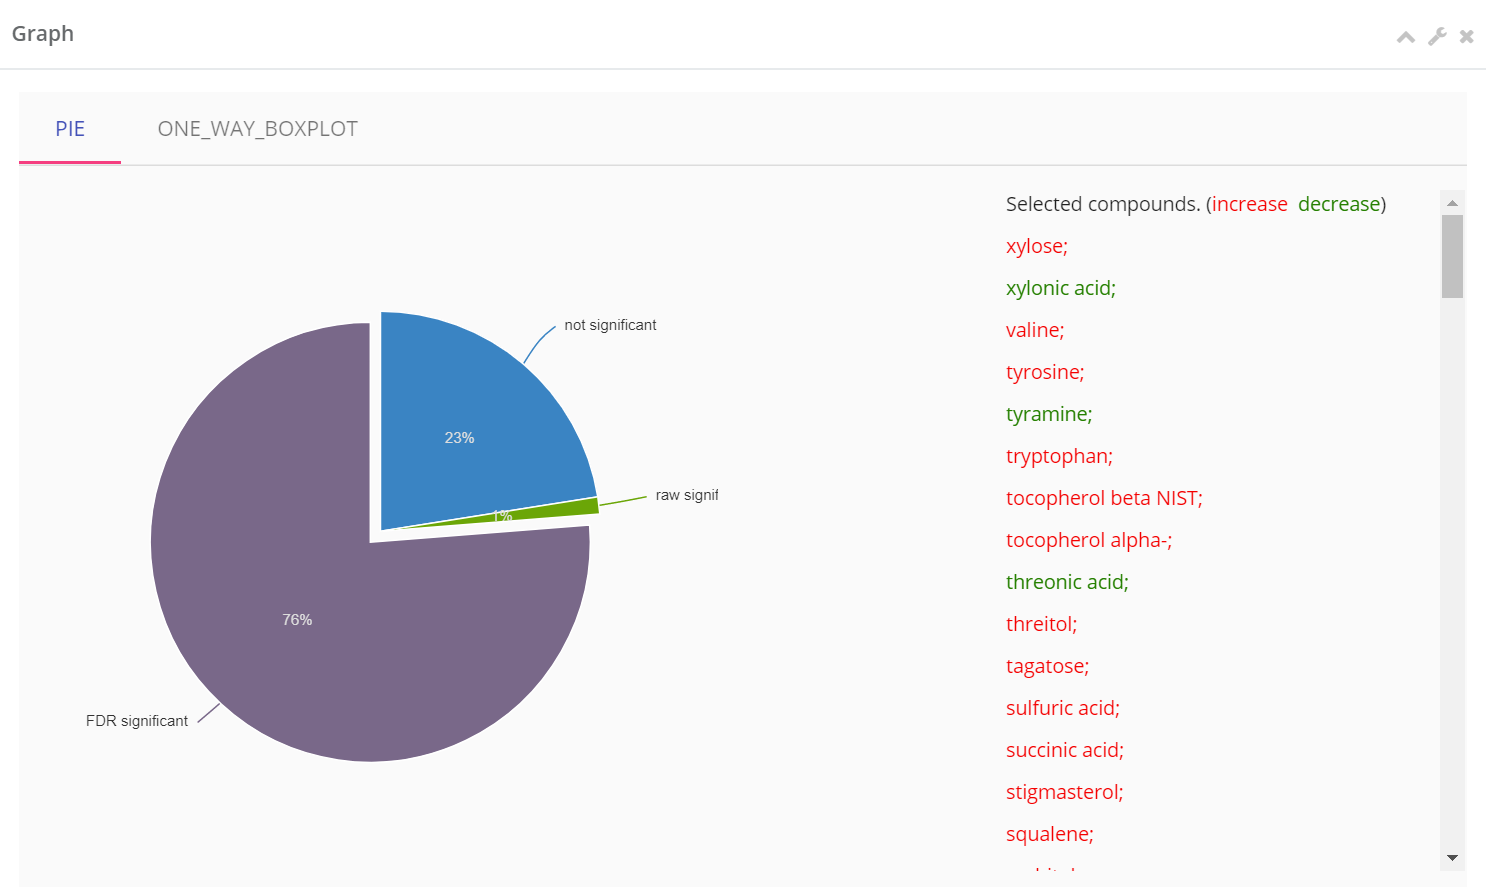 Graph
PIE
ONE_WAY_BOXPLOT
not significant
23%
raw signif
1%
76%
FDR significant
Selected compounds. (increase decrease)
xylose;
xylonic acid;
valine;
tyrosine;
tyramine;
tryptophan;
tocopherol beta NIST;
tocopherol alpha-;
threonic acid;
threitol;
tagatose;
sulfuric acid;
succinic acid;
stigmasterol;
squalene;